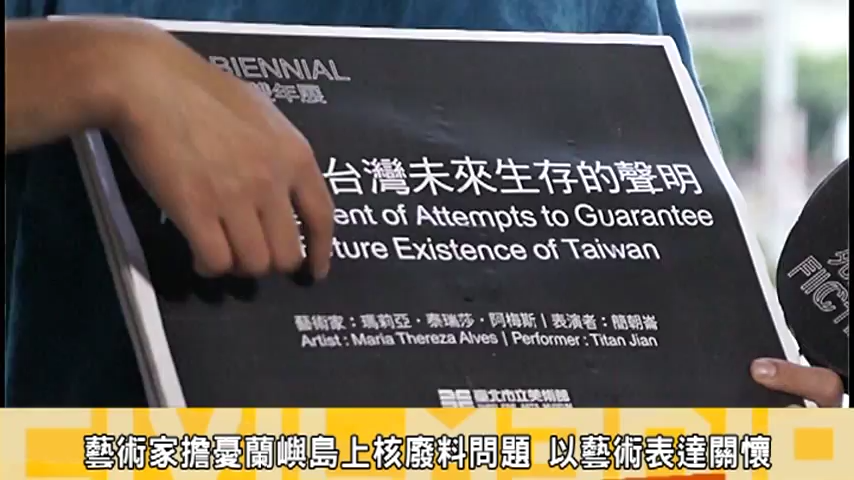 BIENNIAL
雙年展
台灣未來生存的聲明
of Attempts to Guarantee
Existence of Taiwan
藝術家：瑪莉亞・泰瑞莎・阿梅斯 | 表演者：簡朝崙
Artist : Maria Thereza Alves | Performer : Titan Jian
臺北市立美術館
FICT
藝術家擔憂蘭嶼島上核廢料問題 以藝術表達關懷